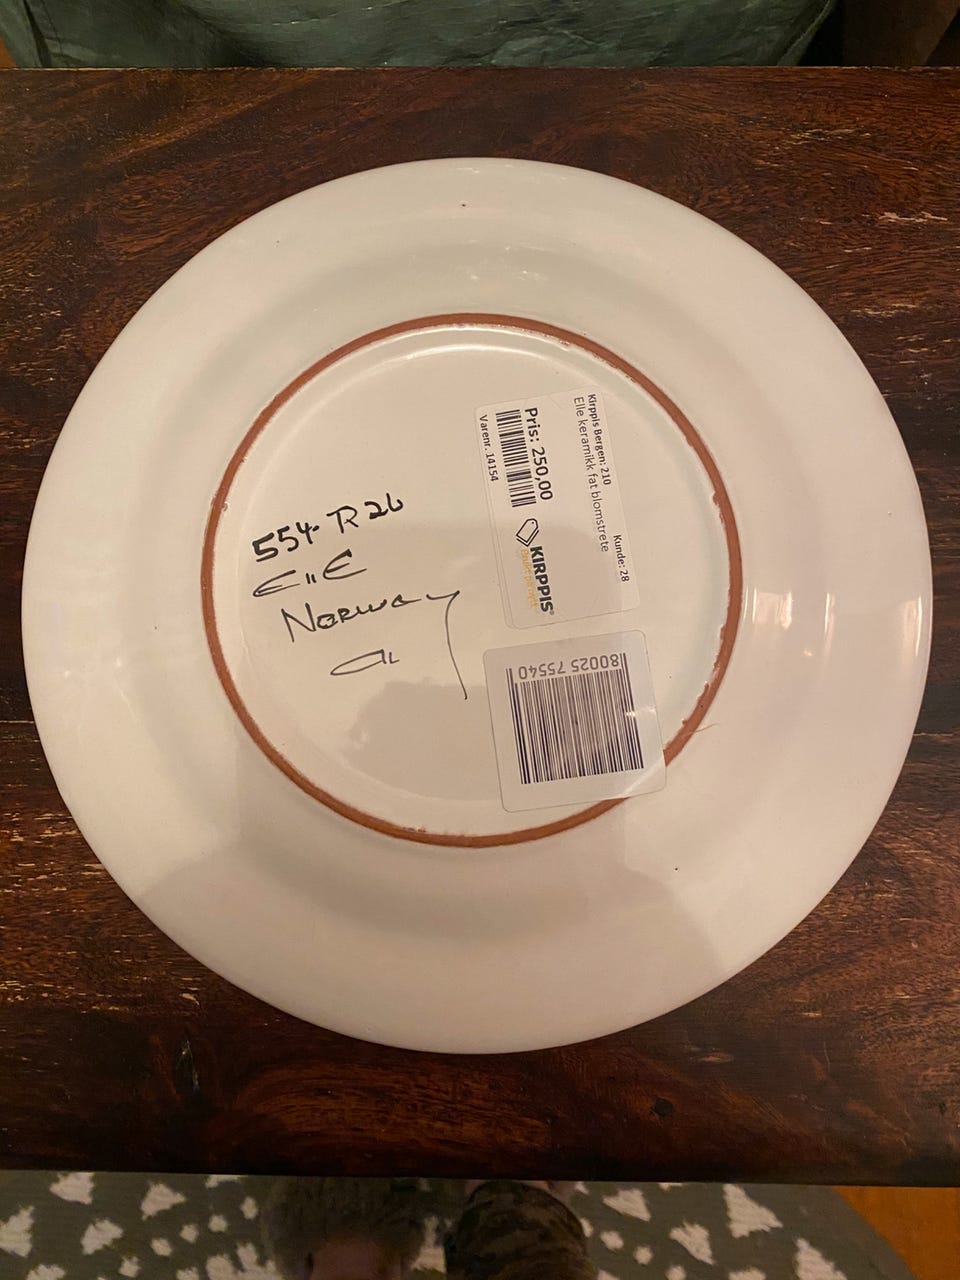 554-R26
EllE
Norway
al
Kirppis Bergen: 210
Kunde: 28
Elle keramikk fat blomstrete
Pris: 250,00
KIRPPIS
Varenr. 14154
80025 75540